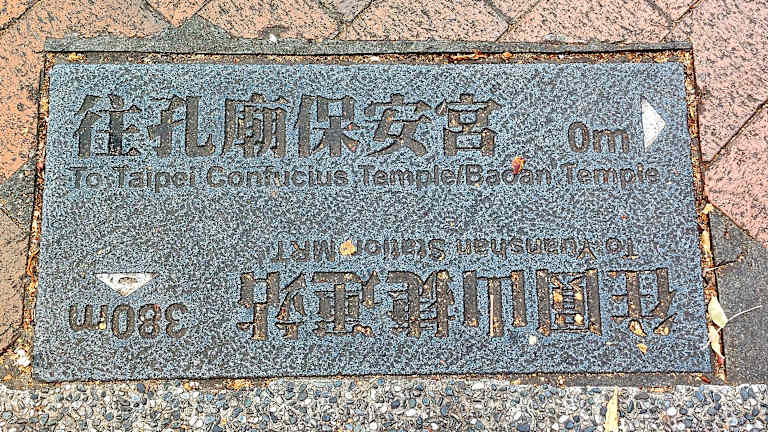 往孔廟保安宮 0m
To Taipei Confucius Temple/Baoan Temple
往圓山捷運站 380m
To Yuanshan Station MRT